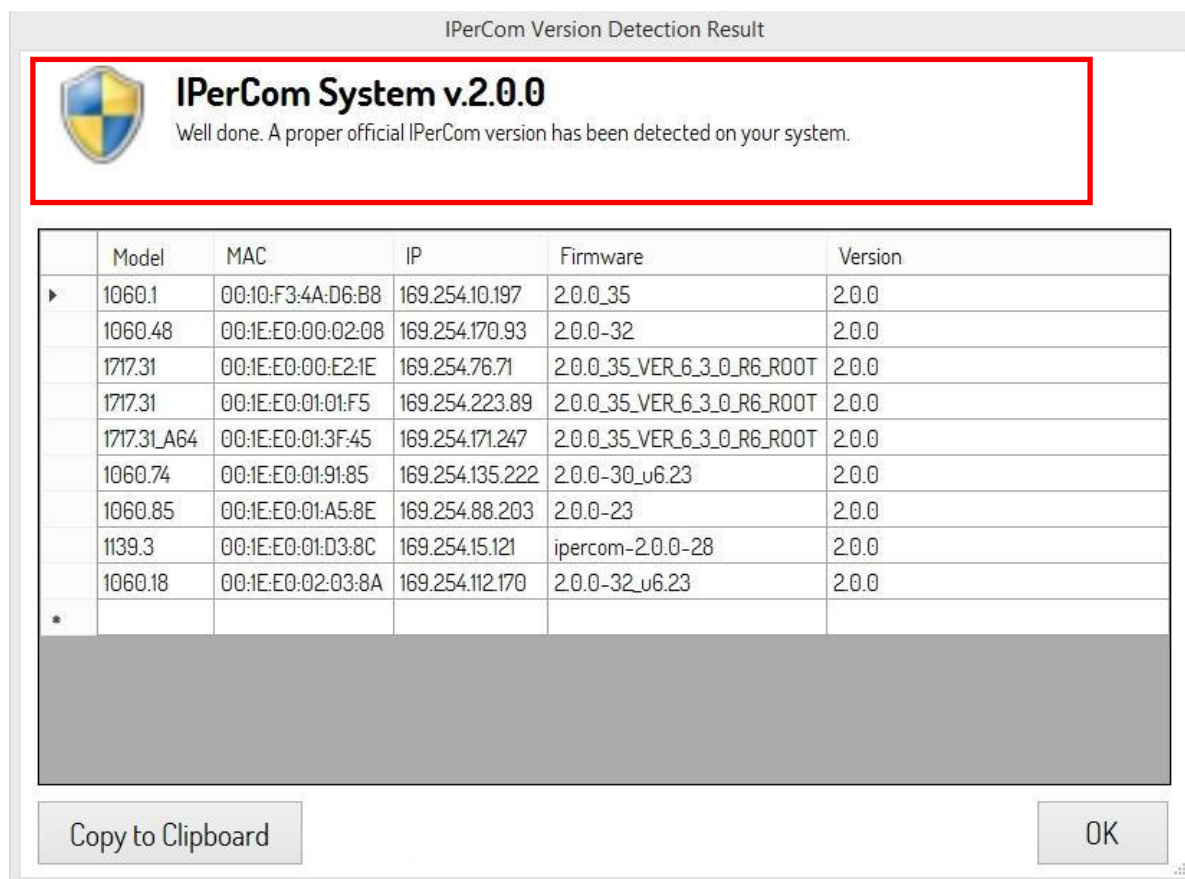 IPerCom Version Detection Result
IPerCom System v.2.0.0
Well done. A proper official IPerCom version has been detected on your system.
Model MAC IP Firmware Version
1060.1 00:10:F3:4A:D6:B8 169.254.10.197 2.0.0_35 2.0.0
1060.48 00:1E:E0:00:02:08 169.254.170.93 2.0.0-32 2.0.0
1717.31 00:1E:E0:00:E2:1E 169.254.76.71 2.0.0_35_VER_6_3_0_R6_ROOT 2.0.0
1717.31 00:1E:E0:01:01:F5 169.254.223.89 2.0.0_35_VER_6_3_0_R6_ROOT 2.0.0
1717.31_A64 00:1E:E0:01:3F:45 169.254.171.247 2.0.0_35_VER_6_3_0_R6_ROOT 2.0.0
1060.74 00:1E:E0:01:91:85 169.254.135.222 2.0.0-30_u6.23 2.0.0
1060.85 00:1E:E0:01:A5:8E 169.254.88.203 2.0.0-23 2.0.0
1139.3 00:1E:E0:01:D3:8C 169.254.15.121 ipercom-2.0.0-28 2.0.0
1060.18 00:1E:E0:02:03:8A 169.254.112.170 2.0.0-32_u6.23 2.0.0
Copy to Clipboard OK